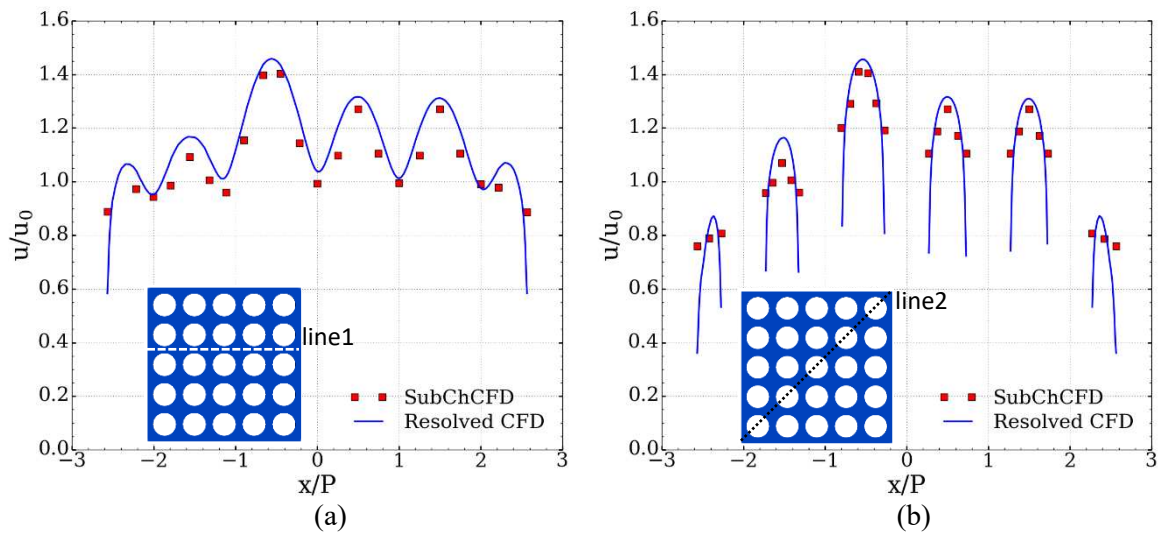 (a)
u/u0
1.6
1.4
1.2
1.0
0.8
0.6
0.4
0.2
0.0
line1
SubChCFD
Resolved CFD
−3 −2 −1 0 1 2 3
x/P
(a)
(b)
u/u0
1.6
1.4
1.2
1.0
0.8
0.6
0.4
0.2
0.0
line2
SubChCFD
Resolved CFD
−3 −2 −1 0 1 2 3
x/P
(b)